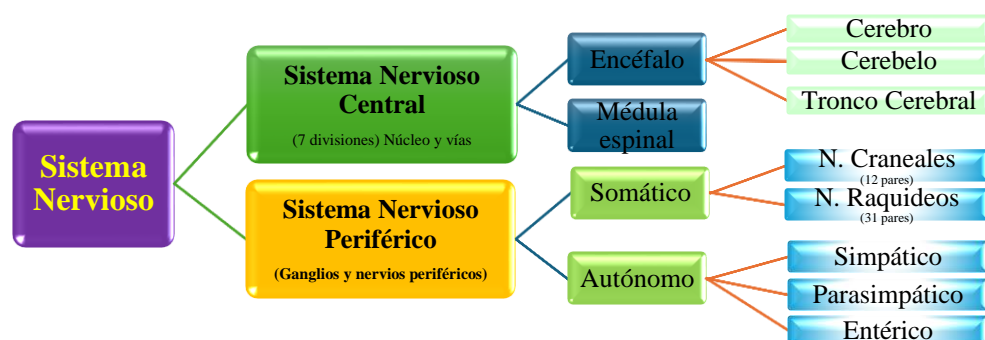 Sistema
Nervioso
Sistema Nervioso
Central
(7 divisiones) Núcleo y vías
Encéfalo
Cerebro
Cerebelo
Tronco Cerebral
Médula
espinal
Sistema Nervioso
Periférico
(Ganglios y nervios periféricos)
Somático
N. Craneales
(12 pares)
N. Raquideos
(31 pares)
Autónomo
Simpático
Parasimpático
Entérico